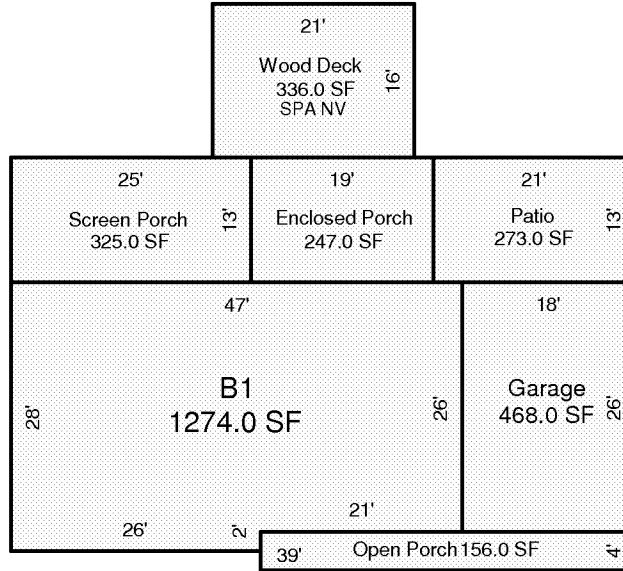 21'
Wood Deck
336.0 SF
SPA NV
16'
25'
Screen Porch
325.0 SF
13'
19'
Enclosed Porch
247.0 SF
21'
Patio
273.0 SF
13'
47'
B1
1274.0 SF
28'
26'
18'
Garage
468.0 SF
26'
21'
26'
2'
39'
Open Porch 156.0 SF
4'